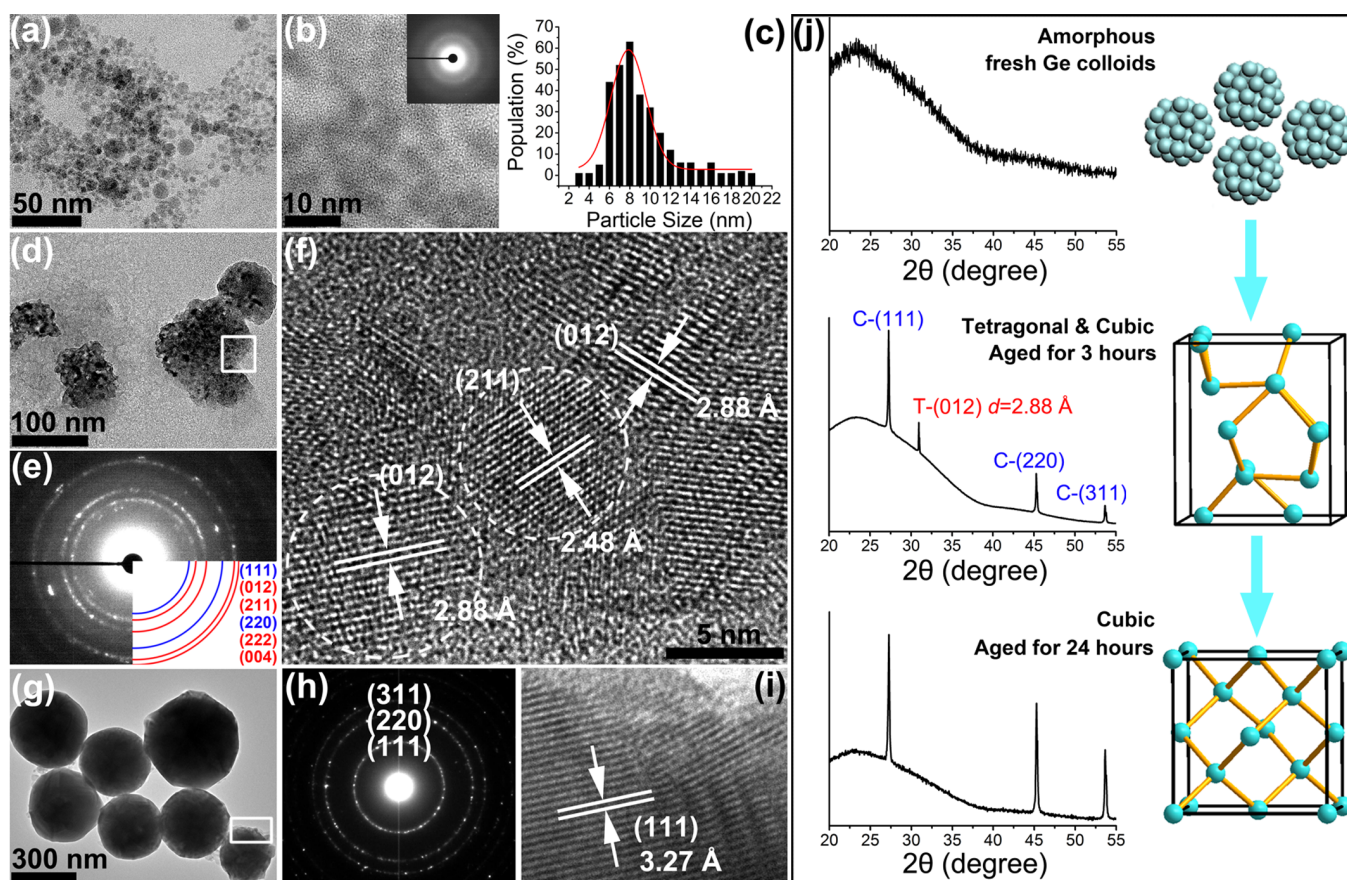 (a)
50 nm
(b)
10 nm
(c)
Population (%)
70
60
50
40
30
20
10
0
2 4 6 8 10 12 14 16 18 20 22
Particle Size (nm)
(d)
100 nm
(e)
(111)
(012)
(211)
(220)
(222)
(004)
(f)
(012)
2.88 Å
(211)
2.48 Å
(012)
2.88 Å
5 nm
(g)
300 nm
(h)
(311)
(220)
(111)
(i)
(111)
3.27 Å
(j)
Amorphous
fresh Ge colloids
20 25 30 35 40 45 50 55
2θ (degree)
Tetragonal & Cubic
Aged for 3 hours
C-(111)
T-(012) d=2.88 Å
C-(220)
C-(311)
20 25 30 35 40 45 50 55
2θ (degree)
Cubic
Aged for 24 hours
20 25 30 35 40 45 50 55
2θ (degree)